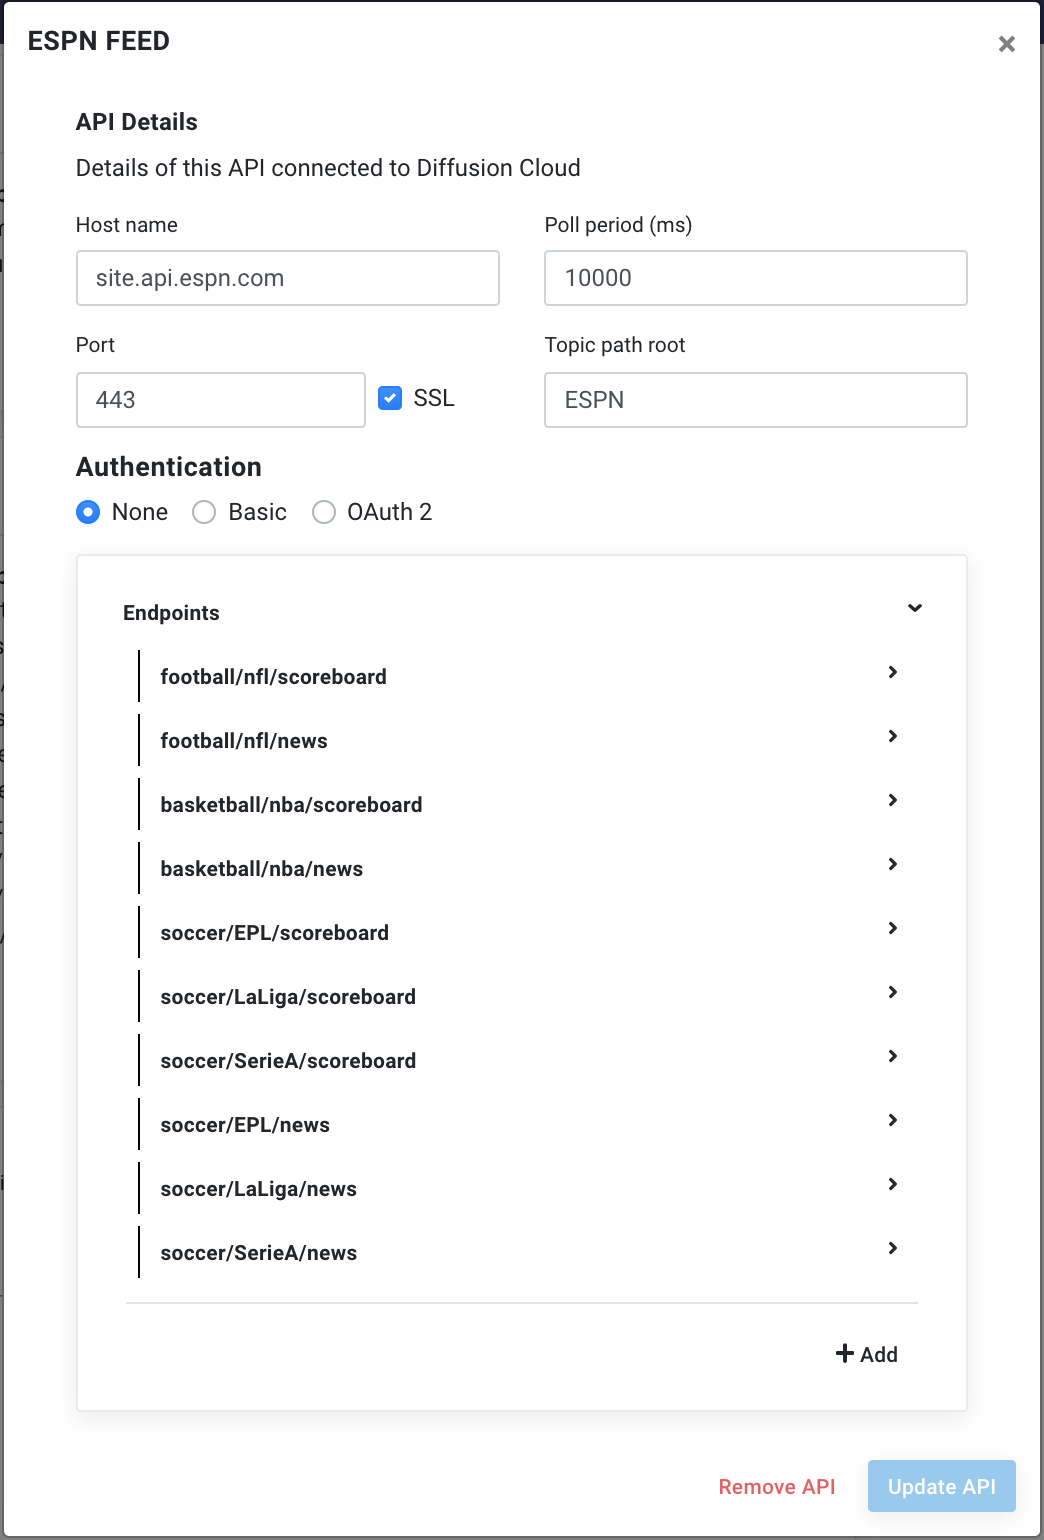 ESPN FEED
API Details
Details of this API connected to Diffusion Cloud
Host name
Poll period (ms)
site.api.espn.com
10000
Port
Topic path root
443
SSL
ESPN
Authentication
None
Basic
OAuth 2
Endpoints
football/nfl/scoreboard
football/nfl/news
basketball/nba/scoreboard
basketball/nba/news
soccer/EPL/scoreboard
soccer/LaLiga/scoreboard
soccer/SerieA/scoreboard
soccer/EPL/news
soccer/LaLiga/news
soccer/SerieA/news
Add
Remove API
Update API